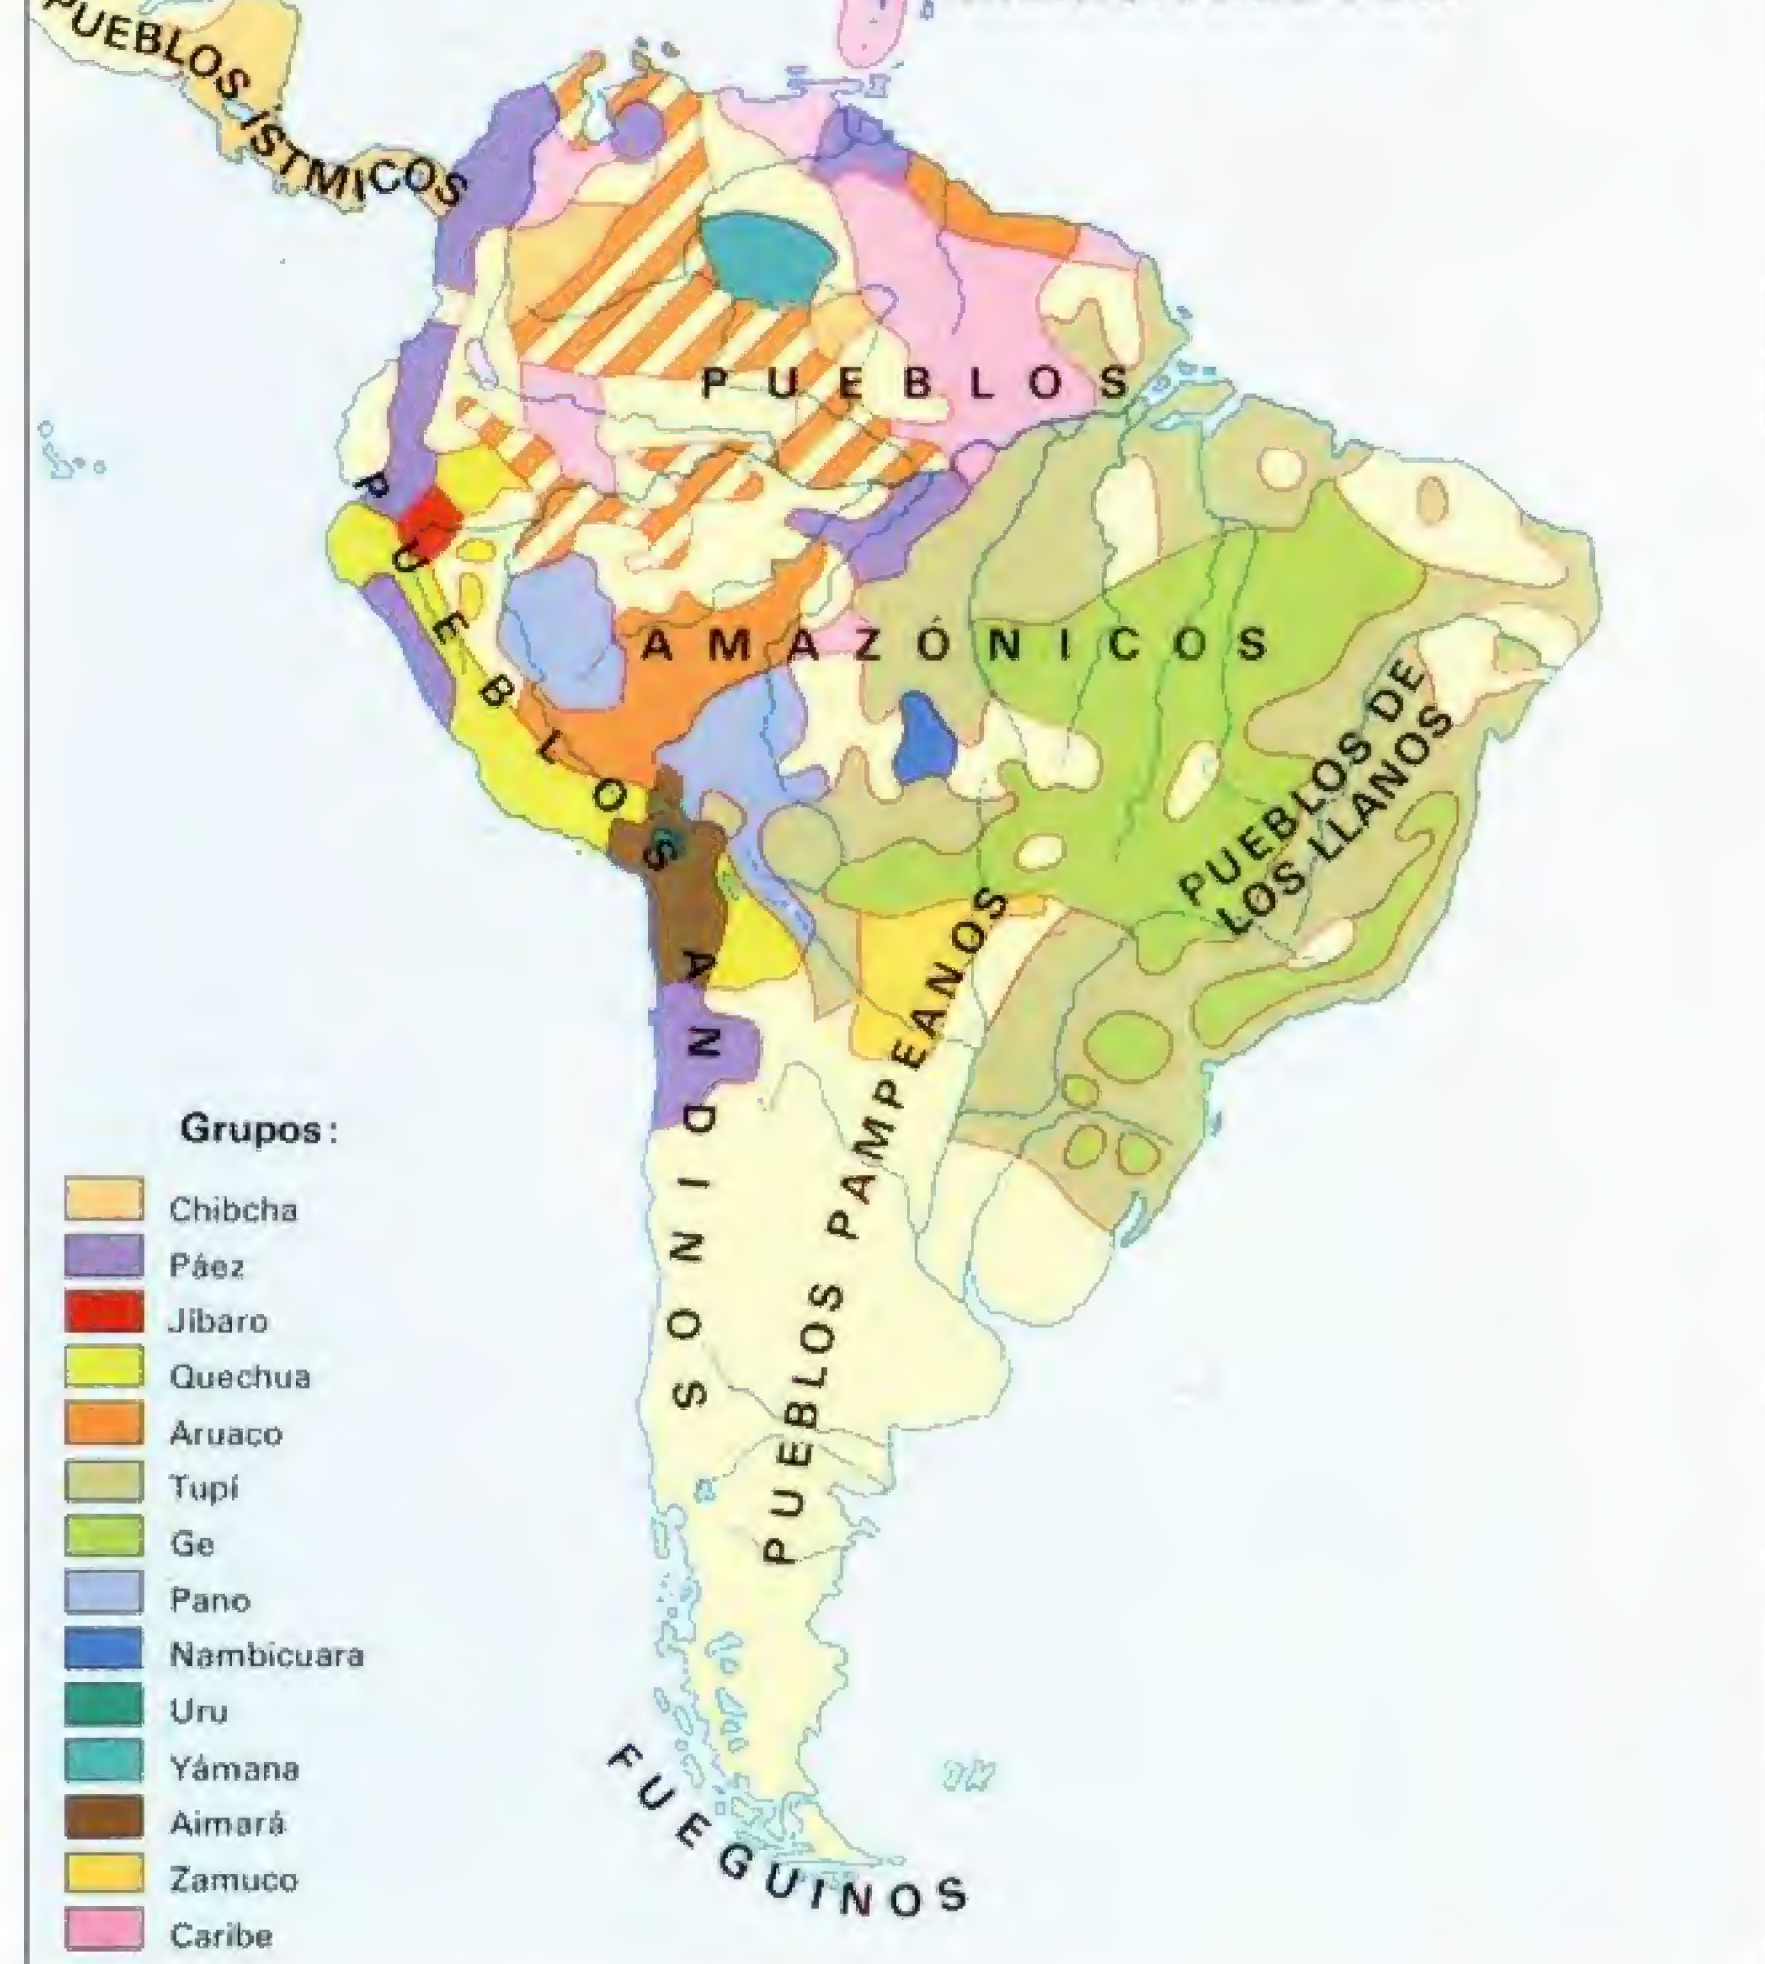 PUEBLOS ÍSTMICOS
PUEBLOS
AMAZÓNICOS
PUEBLOS ANDINOS
PUEBLOS DE
LOS LLANOS
PUEBLOS PAMPEANOS
FUEGUINOS
Grupos:
Chibcha
Páez
Jíbaro
Quechua
Aruaco
Tupí
Ge
Pano
Nambicuara
Uru
Yámana
Aimará
Zamuco
Caribe